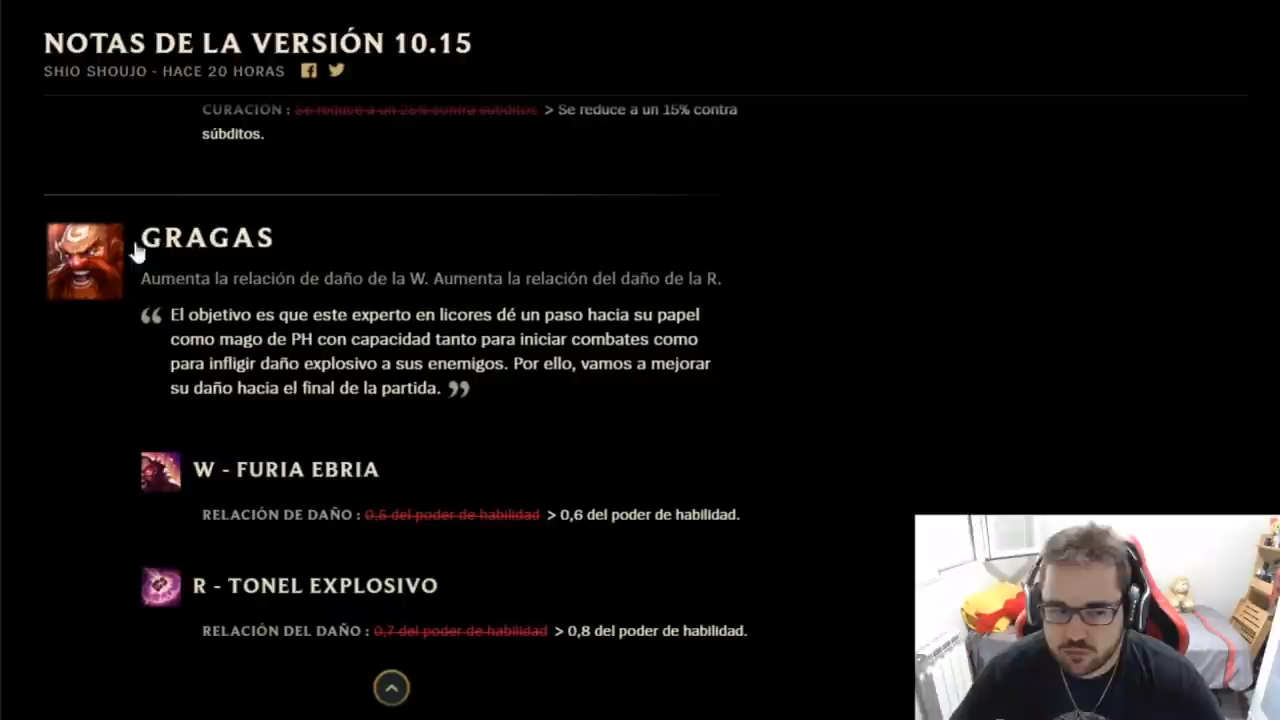 NOTAS DE LA VERSIÓN 10.15
SHIO SHOUJO - HACE 20 HORAS
CURACIÓN : Se reduce a un 25% contra súbditos > Se reduce a un 15% contra
súbditos.
GRAGAS
Aumenta la relación de daño de la W. Aumenta la relación del daño de la R.
“ El objetivo es que este experto en licores dé un paso hacia su papel
como mago de PH con capacidad tanto para iniciar combates como
para infligir daño explosivo a sus enemigos. Por ello, vamos a mejorar
su daño hacia el final de la partida. ”
W - FURIA EBRIA
RELACIÓN DE DAÑO : 0,5 del poder de habilidad > 0,6 del poder de habilidad.
R - TONEL EXPLOSIVO
RELACIÓN DEL DAÑO : 0,7 del poder de habilidad > 0,8 del poder de habilidad.